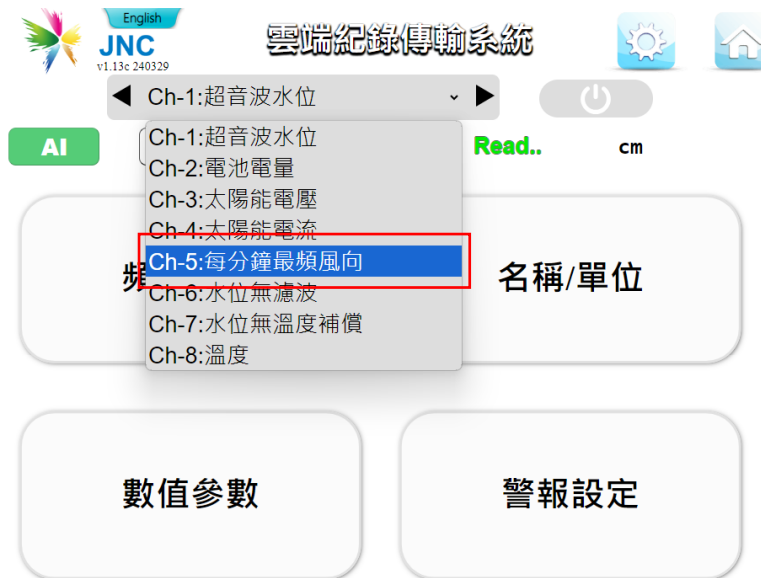 English
JNC
v1.13c 240329
雲端紀錄傳輸系統
Ch-1:超音波水位
AI
Read..
cm
Ch-1:超音波水位
Ch-2:電池電量
Ch-3:太陽能電壓
Ch-4:太陽能電流
Ch-5:每分鐘最頻風向
Ch-6:水位無濾波
Ch-7:水位無溫度補償
Ch-8:溫度
名稱/單位
數值參數
警報設定